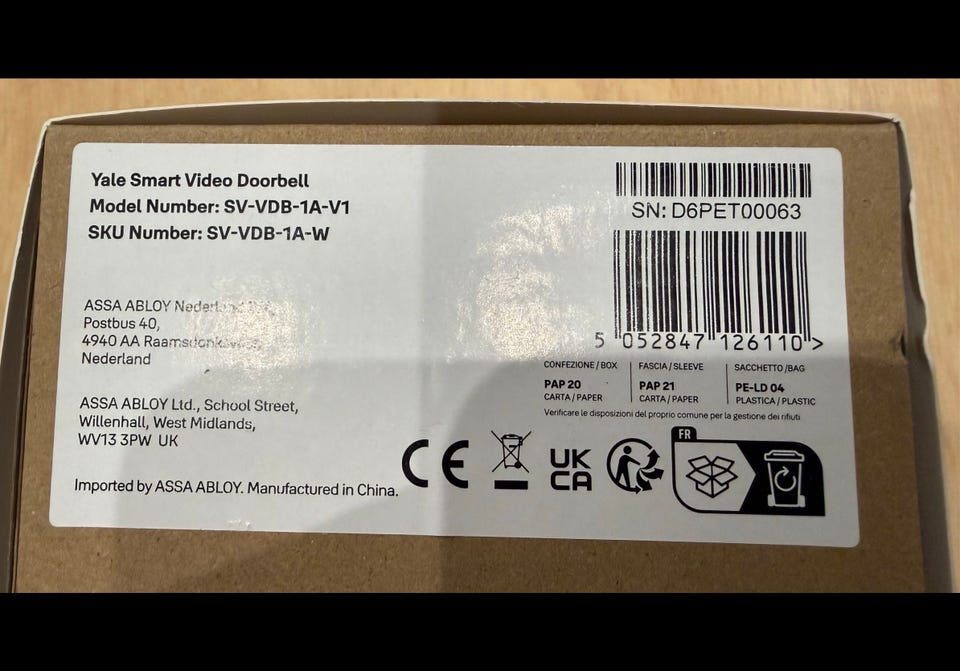 Yale Smart Video Doorbell
Model Number: SV-VDB-1A-V1
SKU Number: SV-VDB-1A-W
ASSA ABLOY
Postbus 40,
4940 AA
Nederland
ASSA ABLOY Ltd., School Street,
Willenhall, West Midlands,
WV13 3PW UK
Imported by ASSA ABLOY. Manufactured in China.
SN: D6PET00063
5 052847 126110 >
CONFEZIONE/BOX
PAP 20
CARTA/PAPER
FASCIA/SLEEVE
PAP 21
CARTA/PAPER
SACCHETTO/BAG
PE-LD 04
PLASTICA/PLASTIC
Verificare le disposizioni del proprio comune per la gestione dei rifiuti
CE
UK
CA
FR